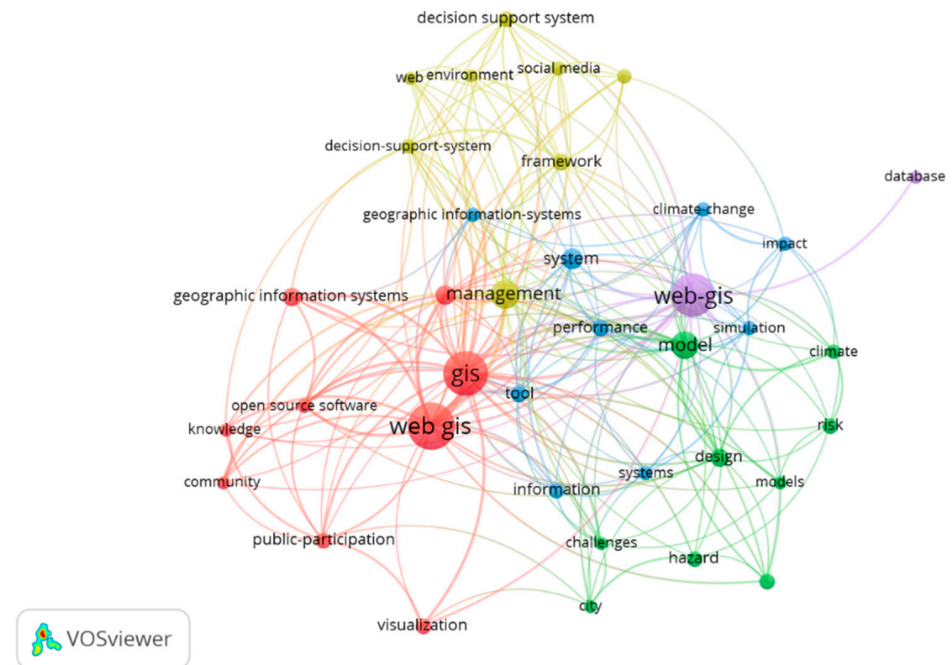 decision support system
web
environment
social media
decision-support-system
framework
database
geographic information-systems
climate-change
impact
system
geographic information systems
management
web-gis
performance
simulation
model
climate
gis
tool
open source software
knowledge
web gis
risk
design
community
systems
models
information
public-participation
challenges
hazard
city
visualization
VOSviewer